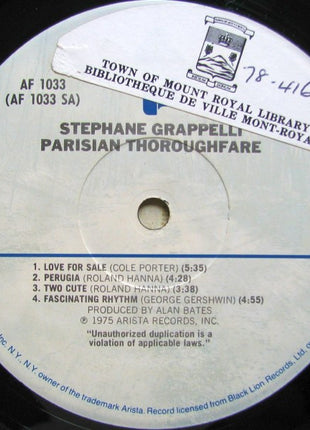 AF 1033
(AF 1033 SA)
TOWN OF MOUNT ROYAL LIBRARY
BIBLIOTHEQUE DE VILLE MONT-ROYA
78-416
STEPHANE GRAPPELLI
PARISIAN THOROUGHFARE
1. LOVE FOR SALE (COLE PORTER) (5:35)
2. PERUGIA (ROLAND HANNA) (4:28)
3. TWO CUTE (ROLAND HANNA) (3:38)
4. FASCINATING RHYTHM (GEORGE GERSHWIN) (4:55)
PRODUCED BY ALAN BATES
℗ 1975 ARISTA RECORDS, INC.
"Unauthorized duplication is a
violation of applicable laws."
Inc. N.Y., N.Y. owner of the trademark Arista. Record licensed from Black Lion Records, Ltd.